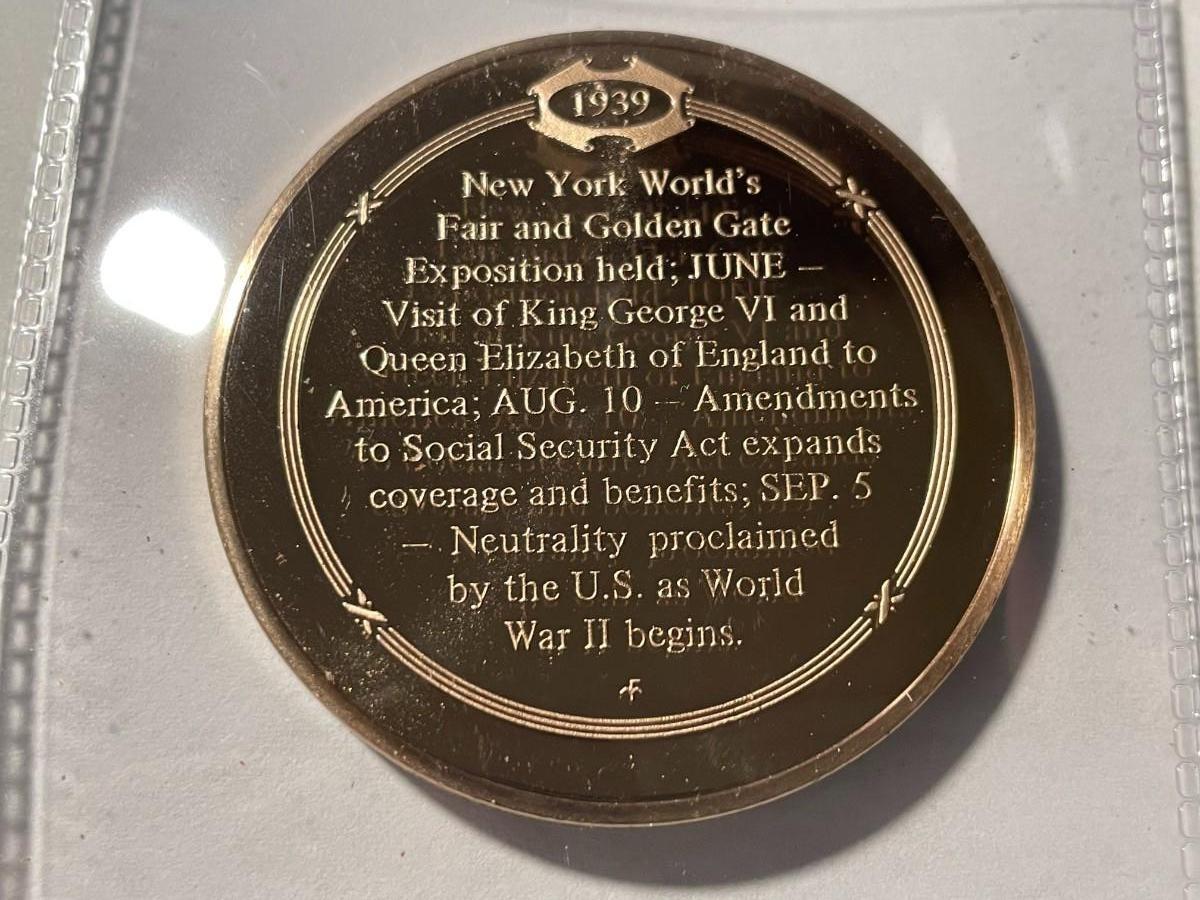 1939
New York World's
Fair and Golden Gate
Exposition held; JUNE –
Visit of King George VI and
Queen Elizabeth of England to
America; AUG. 10 – Amendments
to Social Security Act expands
coverage and benefits; SEP. 5
– Neutrality proclaimed
by the U.S. as World
War II begins.